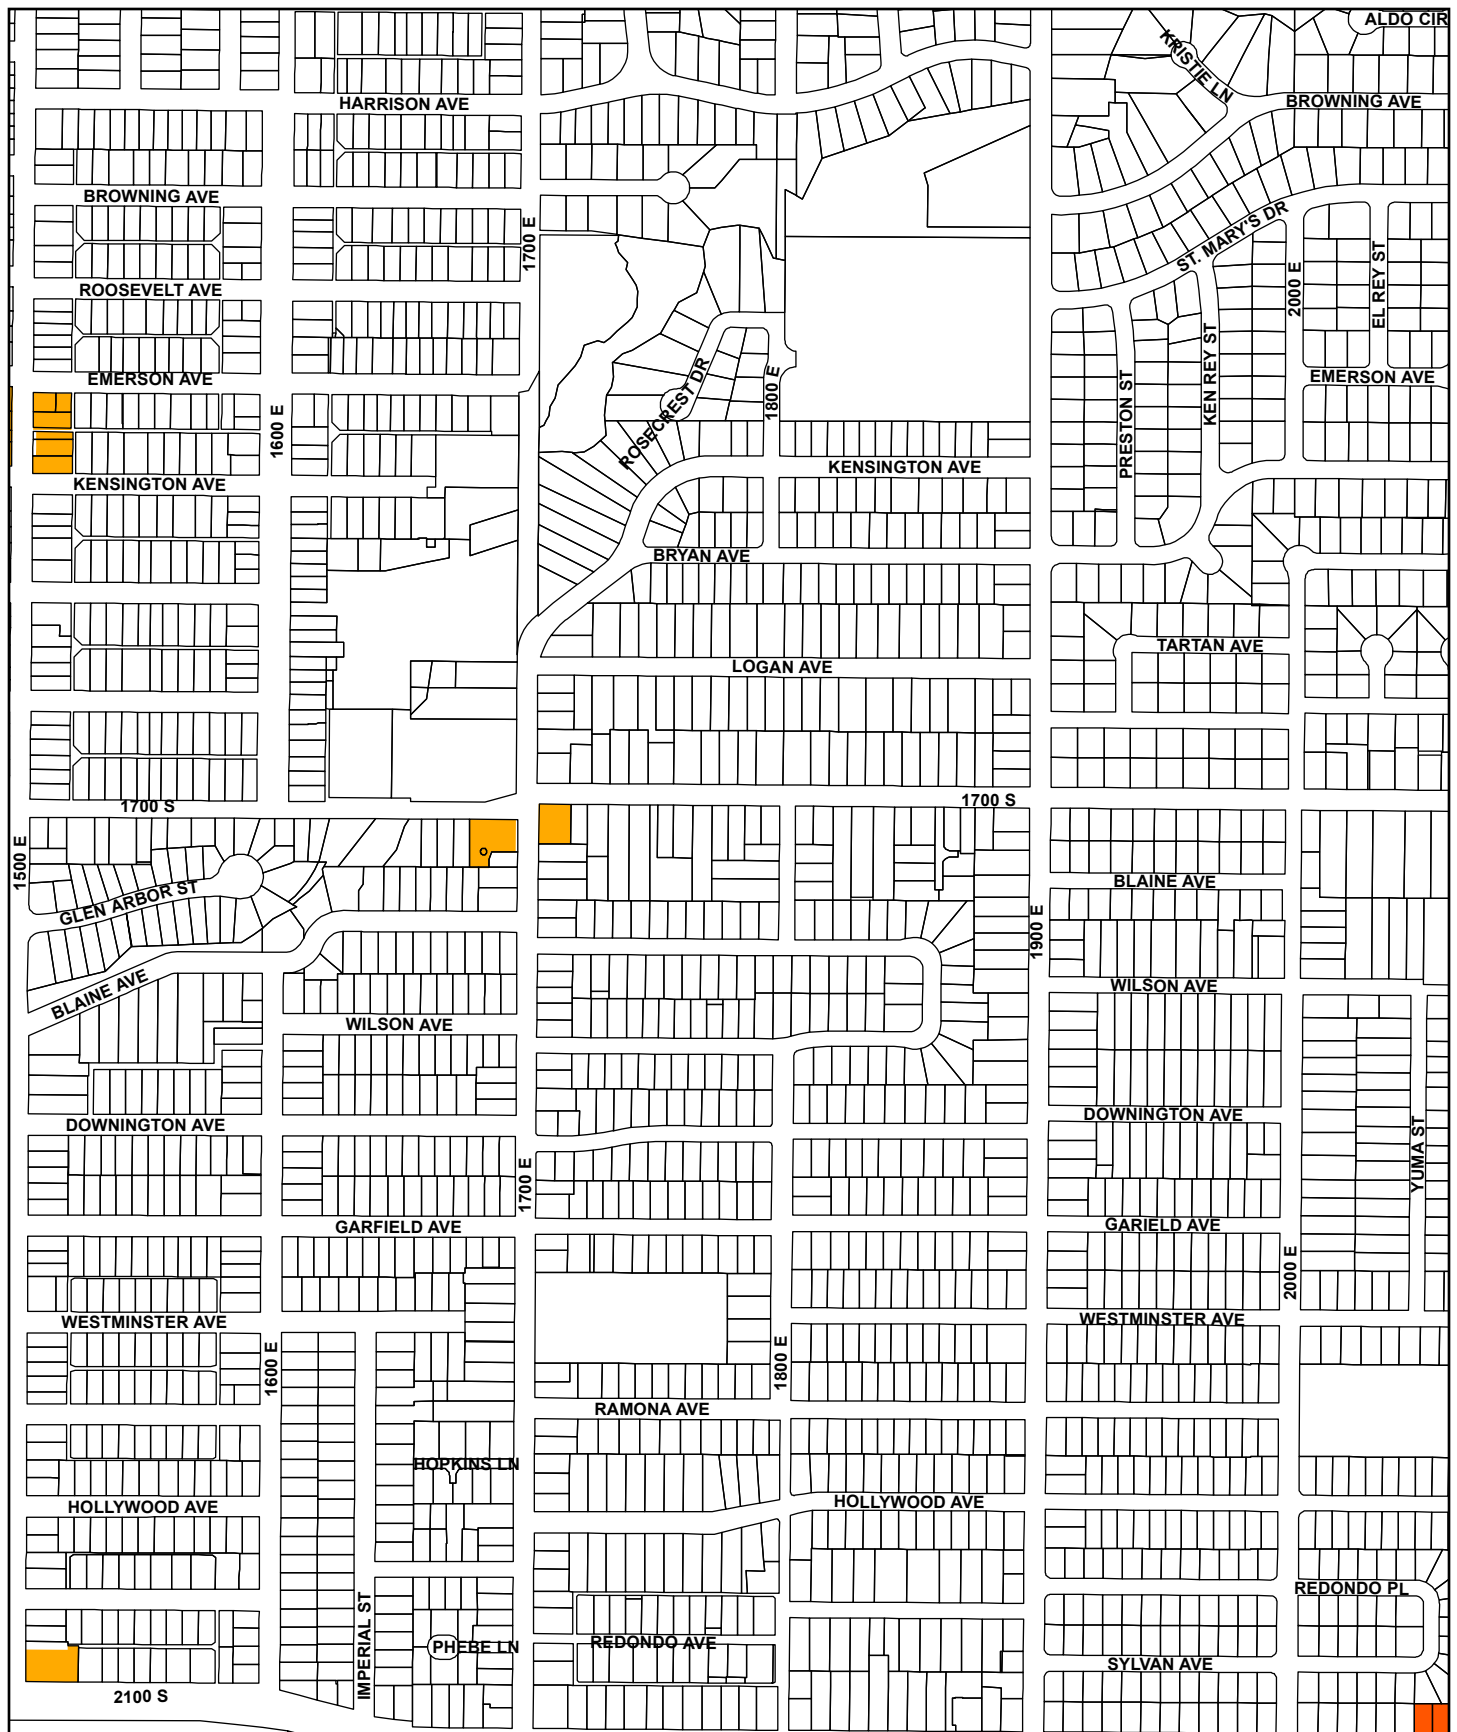 ALDO CIR
KRISTIE LN
HARRISON AVE
BROWNING AVE
BROWNING AVE
ST. MARY'S DR
1700 E
2000 E
EL REY ST
ROOSEVELT AVE
EMERSON AVE
ROSECREST DR
1800 E
KEN REY ST
EMERSON AVE
1600 E
PRESTON ST
KENSINGTON AVE
KENSINGTON AVE
BRYAN AVE
TARTAN AVE
LOGAN AVE
1700 S
1700 S
1500 E
GLEN ARBOR ST
BLAINE AVE
1900 E
BLAINE AVE
WILSON AVE
WILSON AVE
DOWNINGTON AVE
DOWNINGTON AVE
YUMA ST
1700 E
GARFIELD AVE
GARIELD AVE
2000 E
WESTMINSTER AVE
WESTMINSTER AVE
1600 E
1800 E
RAMONA AVE
HOPKINS LN
HOLLYWOOD AVE
HOLLYWOOD AVE
REDONDO PL
IMPERIAL ST
PHEBE LN
REDONDO AVE
SYLVAN AVE
2100 S